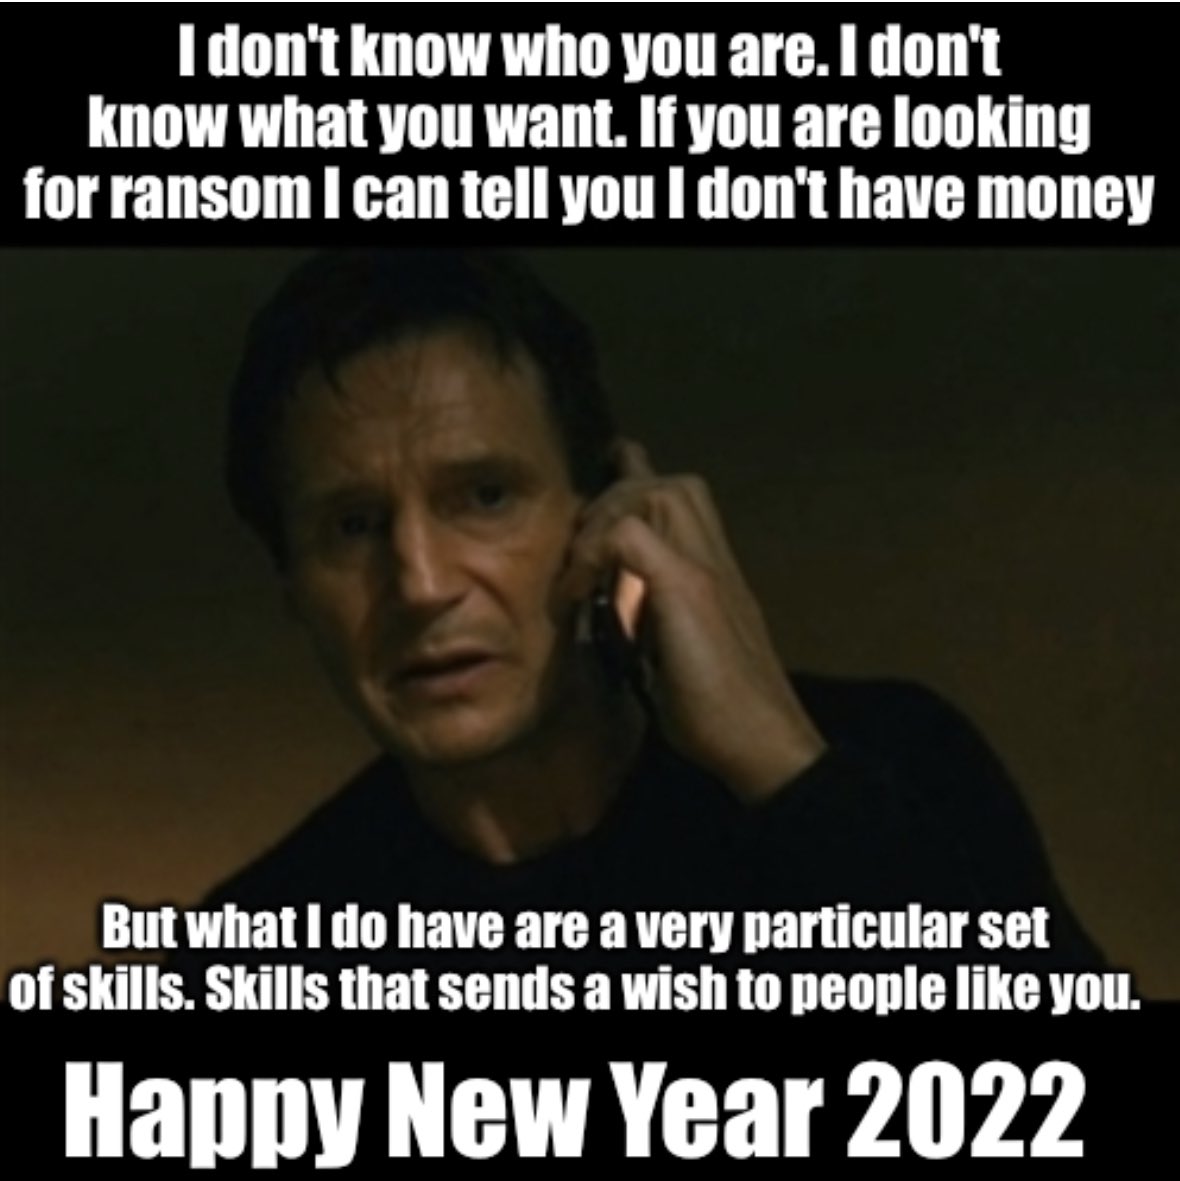 I don't know who you are. I don't
know what you want. If you are looking
for ransom I can tell you I don't have money
But what I do have are a very particular set
of skills. Skills that sends a wish to people like you.
Happy New Year 2022